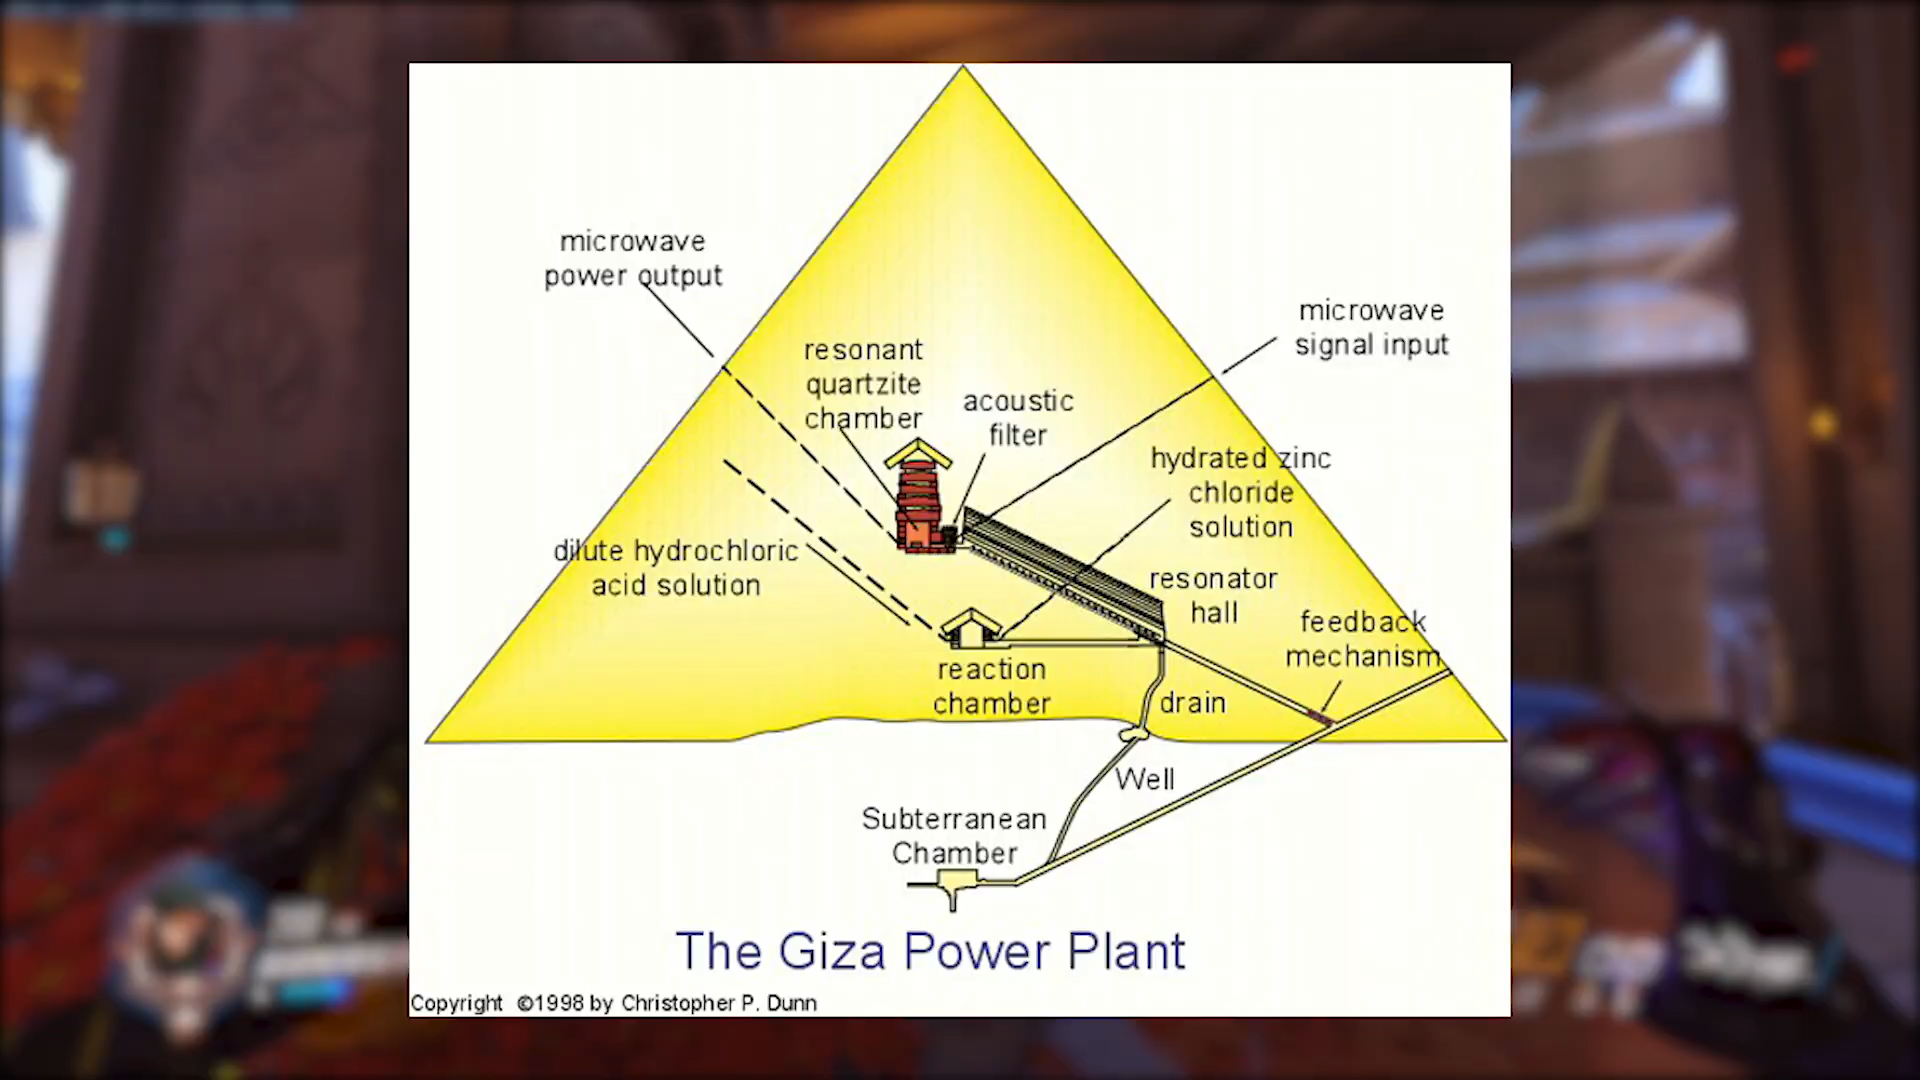 microwave
power output
microwave
signal input
resonant
quartzite
chamber
acoustic
filter
hydrated zinc
chloride
solution
dilute hydrochloric
acid solution
resonator
hall
feedback
mechanism
reaction
chamber
drain
Well
Subterranean
Chamber
The Giza Power Plant
Copyright ©1998 by Christopher P. Dunn